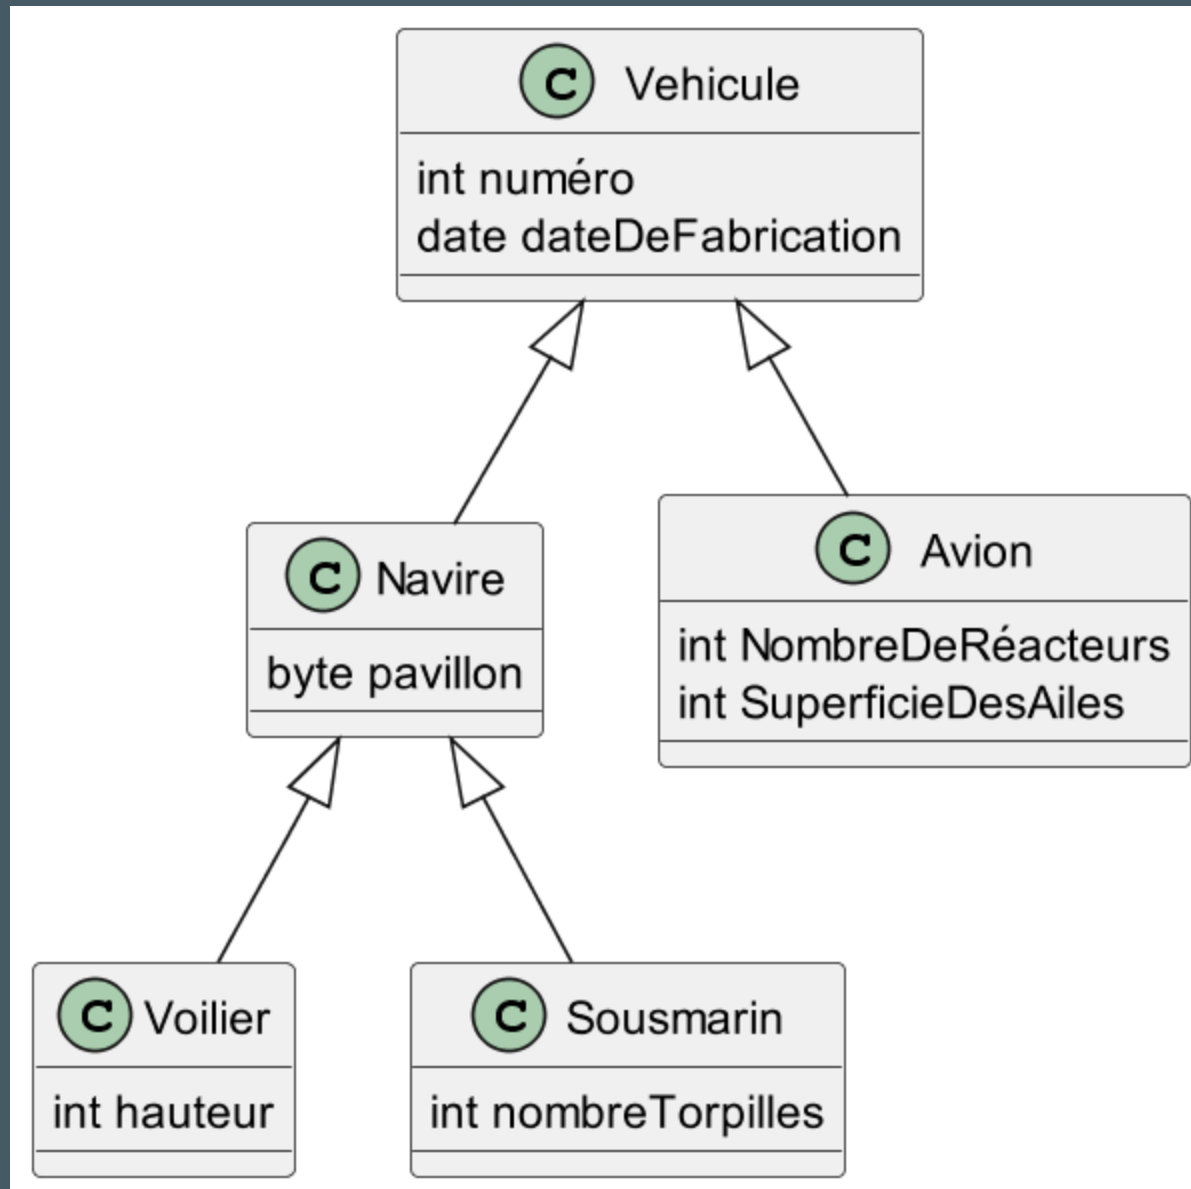 C Vehicule
int numéro
date dateDeFabrication
C Navire
byte pavillon
C Avion
int NombreDeRéacteurs
int SuperficieDesAiles
C Voilier
int hauteur
C Sousmarin
int nombreTorpilles